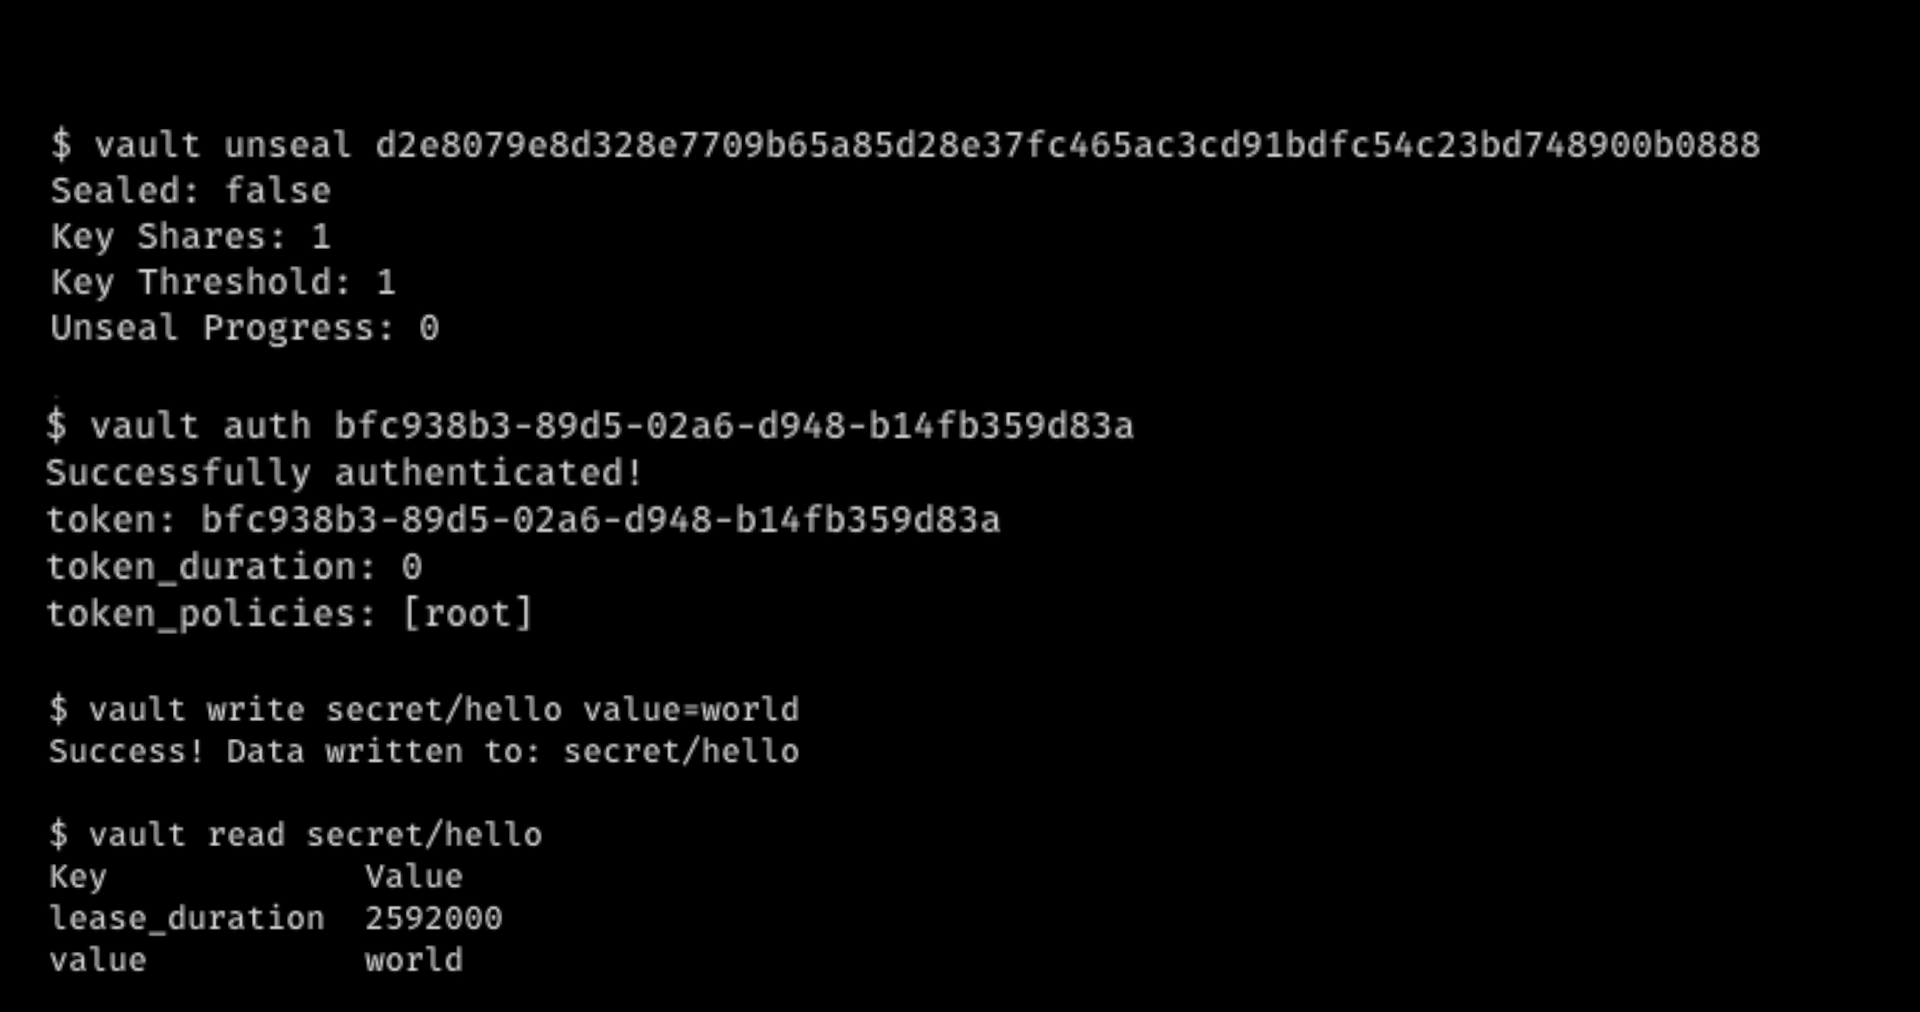 $ vault unseal d2e8079e8d328e7709b65a85d28e37fc465ac3cd91bdfc54c23bd748900b0888
Sealed: false
Key Shares: 1
Key Threshold: 1
Unseal Progress: 0
$ vault auth bfc938b3-89d5-02a6-d948-b14fb359d83a
Successfully authenticated!
token: bfc938b3-89d5-02a6-d948-b14fb359d83a
token_duration: 0
token_policies: [root]
$ vault write secret/hello value=world
Success! Data written to: secret/hello
$ vault read secret/hello
Key Value
lease_duration 2592000
value world